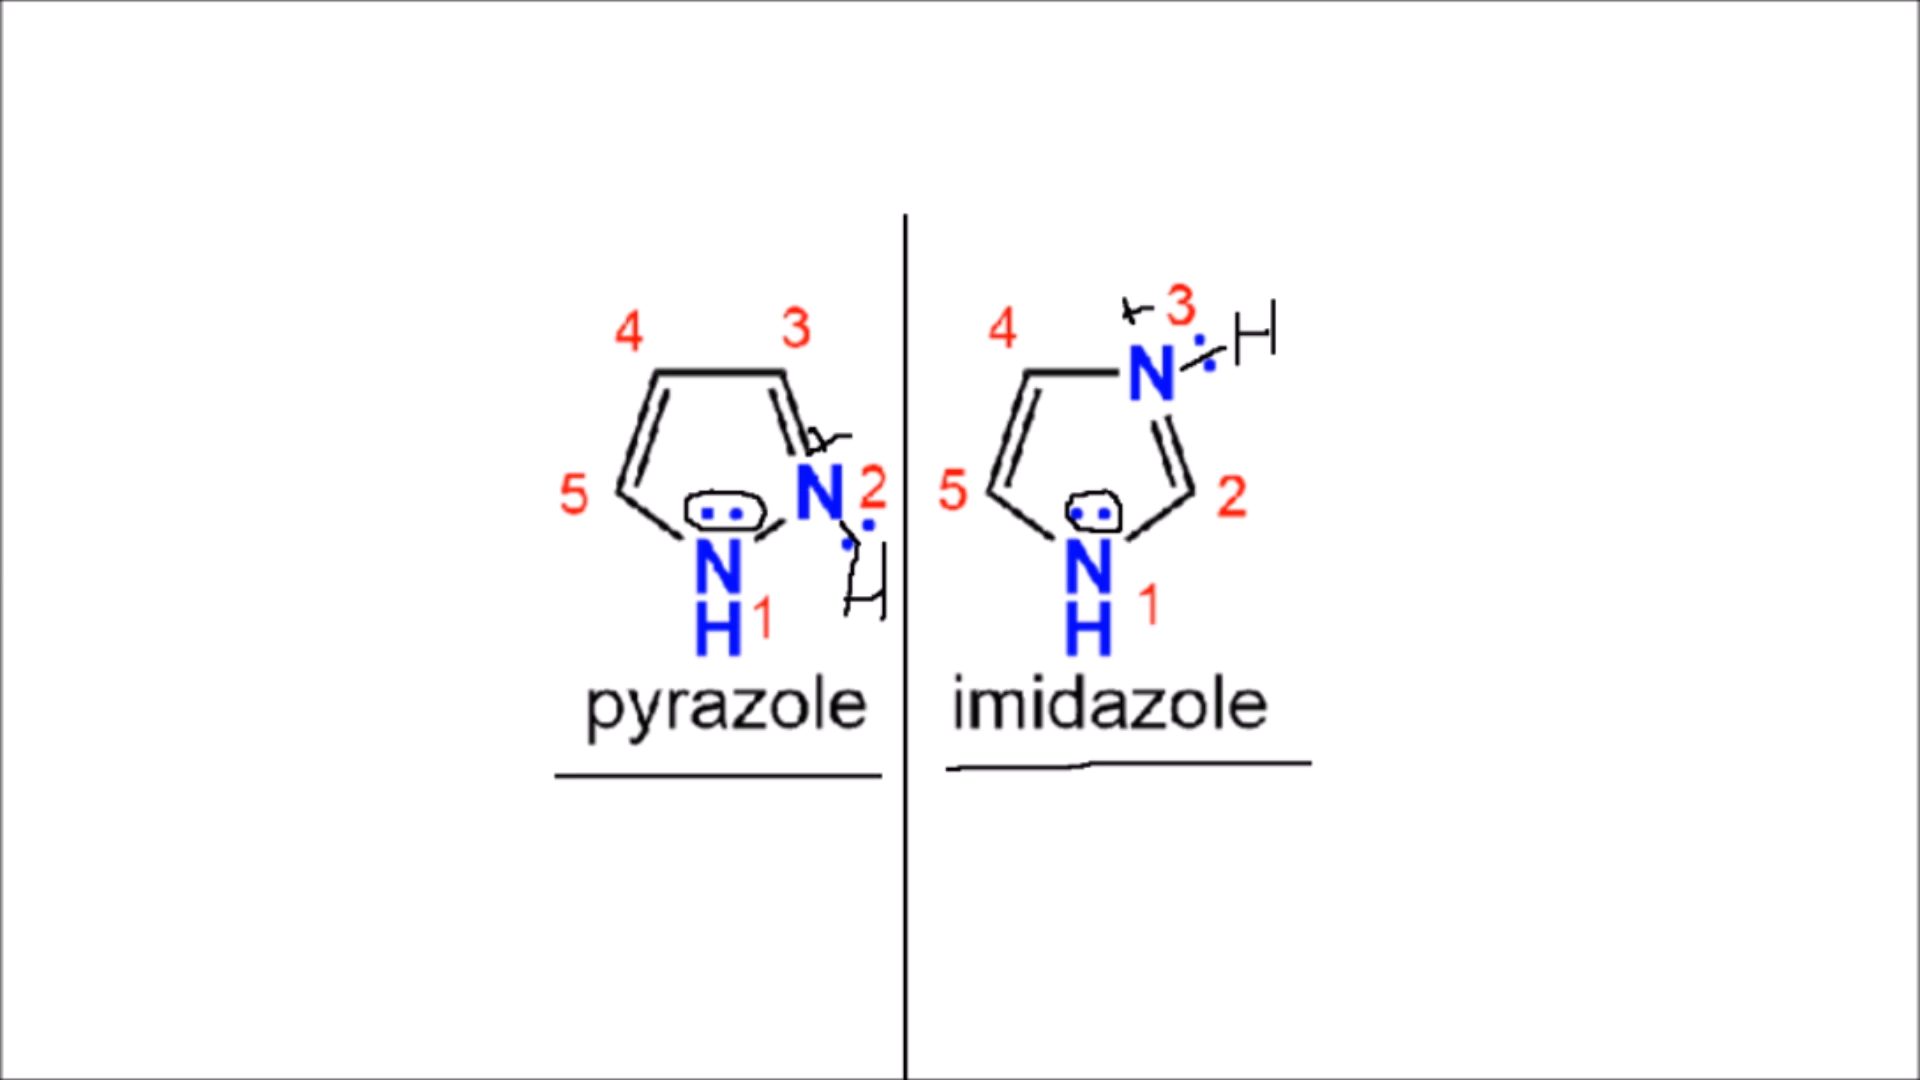 4 3
5 N 2
N
H 1
H
pyrazole
+ 3
4 N H
5 2
N
H 1
imidazole